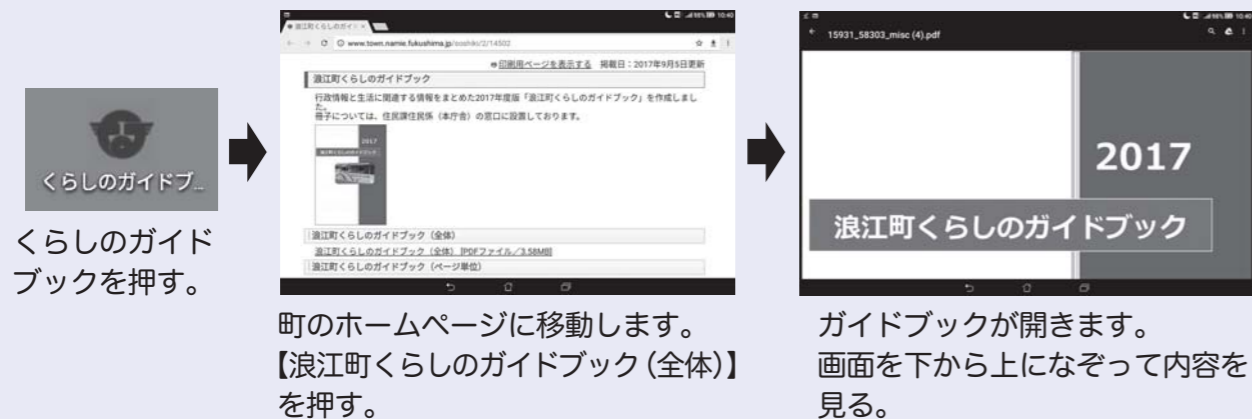 くらしのガイドブ…
くらしのガイド
ブックを押す。
10:40
www.town.namie.fukushima.jp/soshiki/2/14502
印刷用ページを表示する 掲載日：2017年9月5日更新
浪江町くらしのガイドブック
行政情報と生活に関連する情報をまとめた2017年度版「浪江町くらしのガイドブック」を作成しまし
た。
冊子については、住民課住民係（本庁舎）の窓口に設置しております。
2017
浪江町くらしのガイドブック
浪江町くらしのガイドブック（全体）
浪江町くらしのガイドブック（全体） [PDFファイル／3.58MB]
浪江町くらしのガイドブック（ページ単位）
町のホームページに移動します。
【浪江町くらしのガイドブック（全体）】
を押す。
10:40
15931_58303_misc (4).pdf
2017
浪江町くらしのガイドブック
ガイドブックが開きます。
画面を下から上になぞって内容を
見る。